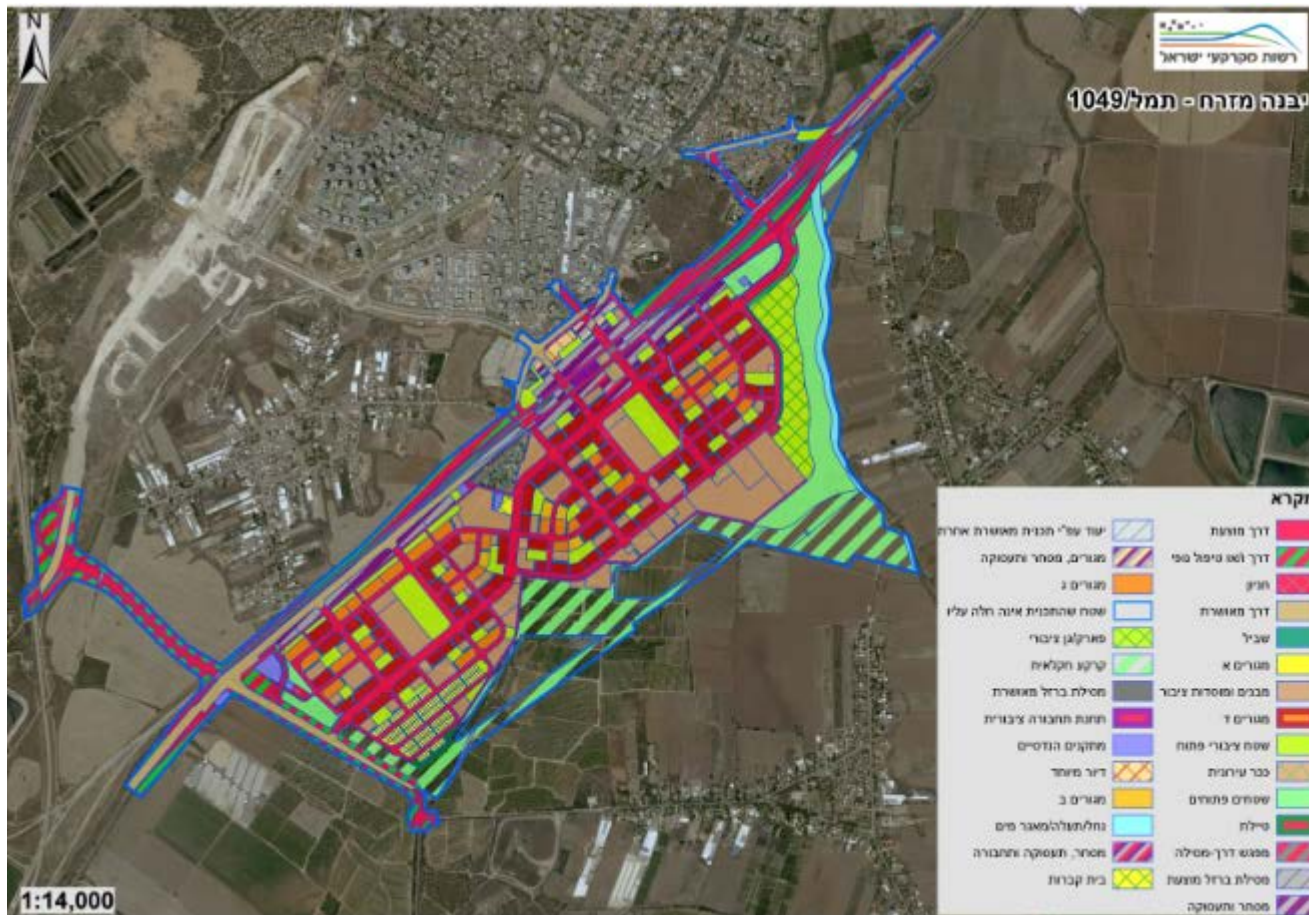 N
רשות מקרקעי ישראל
יבנה מזרח - תמל/1049
מקרא
דרך מוצעת
דרך ו/או טיפול נופי
חניון
דרך מאושרת
שביל
מגורים א
מבנים ומוסדות ציבור
מגורים ד
שטח ציבורי פתוח
ככר עירונית
שטחים פתוחים
טיילת
מפגש דרך-מסילה
מסילת ברזל מוצעת
מסחר ותעסוקה
יעוד עפ"י תכנית מאושרת אחרת
מגורים, מסחר ותעסוקה
מגורים ג
שטח שהתכנית אינה חלה עליו
פארק/גן ציבורי
קרקע חקלאית
מסילת ברזל מאושרת
תחנת תחבורה ציבורית
מתקנים הנדסיים
דיור מיוחד
מגורים ב
נחל/תעלה/מאגר מים
מסחר, תעסוקה ותחבורה
בית קברות
1:14,000